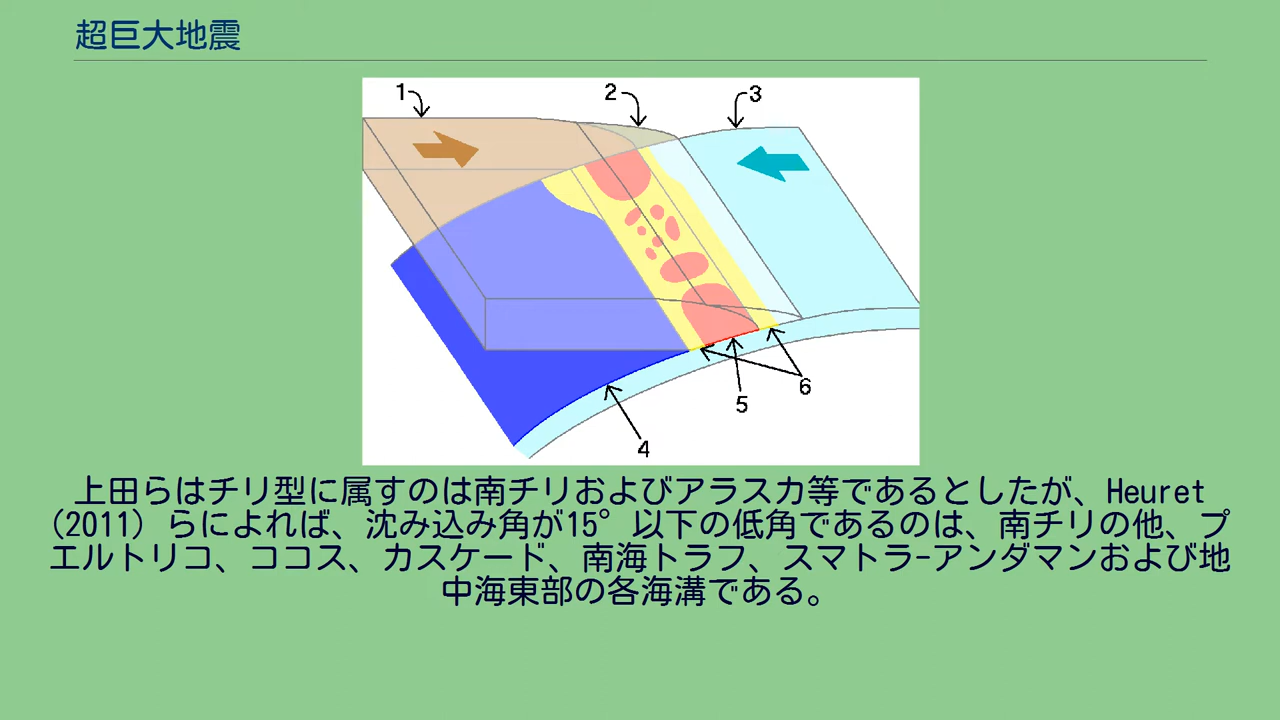 超巨大地震
1
2
3
4
5
6
上田らはチリ型に属すのは南チリおよびアラスカ等であるとしたが、Heuret
(2011) らによれば、沈み込み角が15°以下の低角であるのは、南チリの他、プ
エルトリコ、ココス、カスケード、南海トラフ、スマトラ-アンダマンおよび地
中海東部の各海溝である。